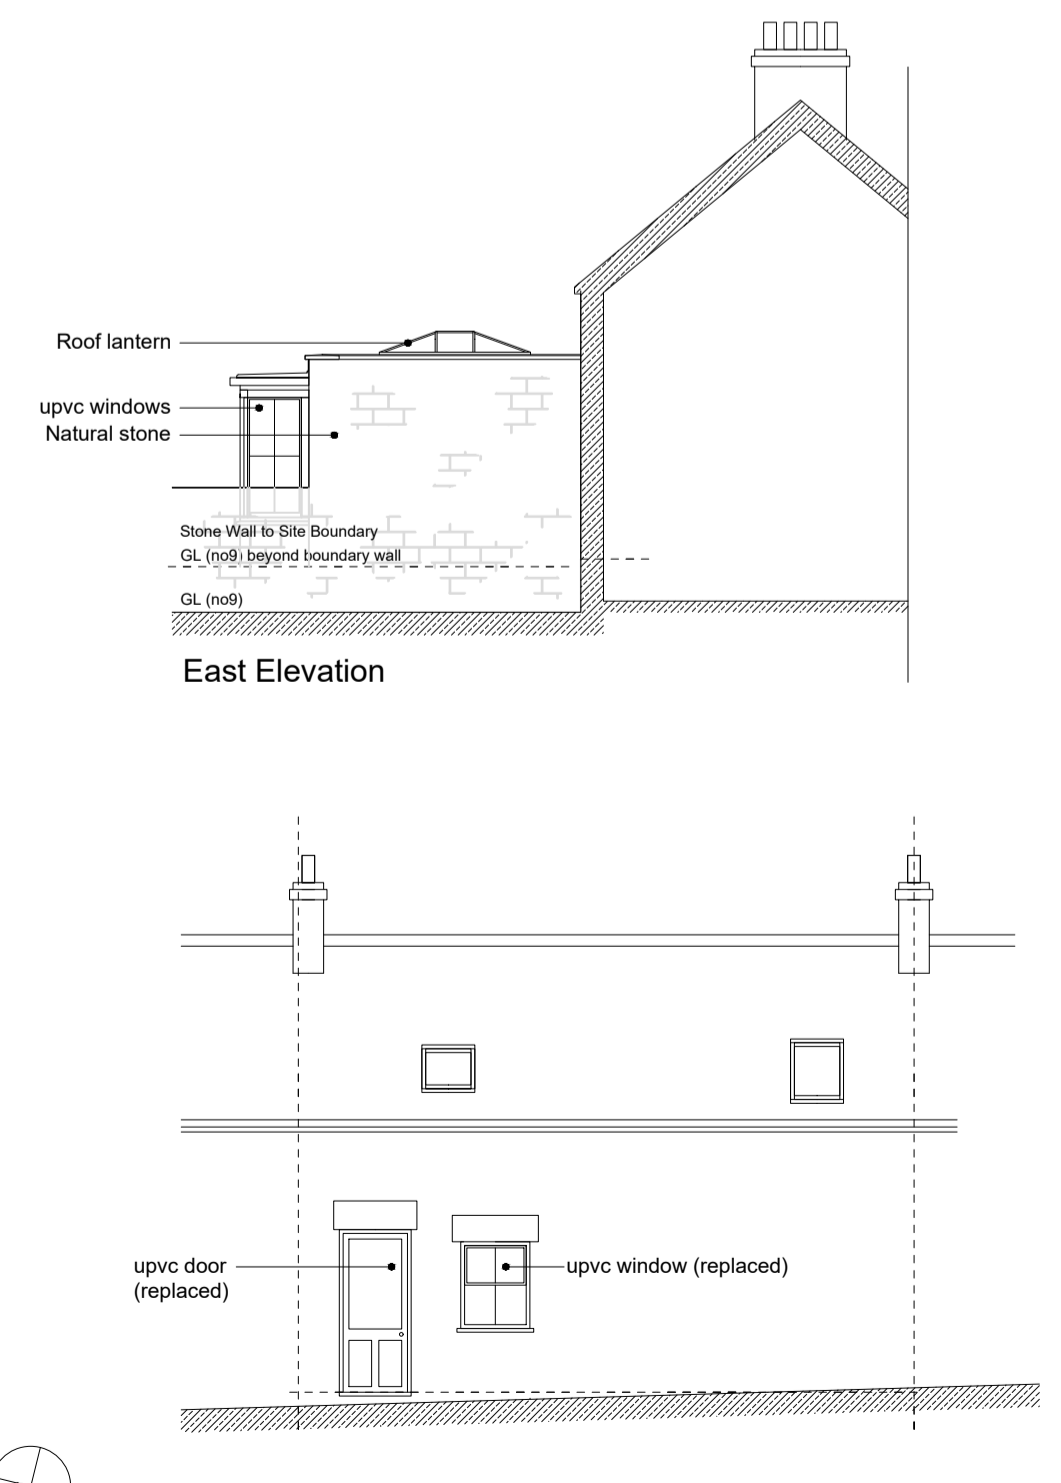 Roof lantern
upvc windows
Natural stone
Stone Wall to Site Boundary
GL (no9) beyond boundary wall
GL (no9)
East Elevation
upvc door
(replaced)
upvc window (replaced)